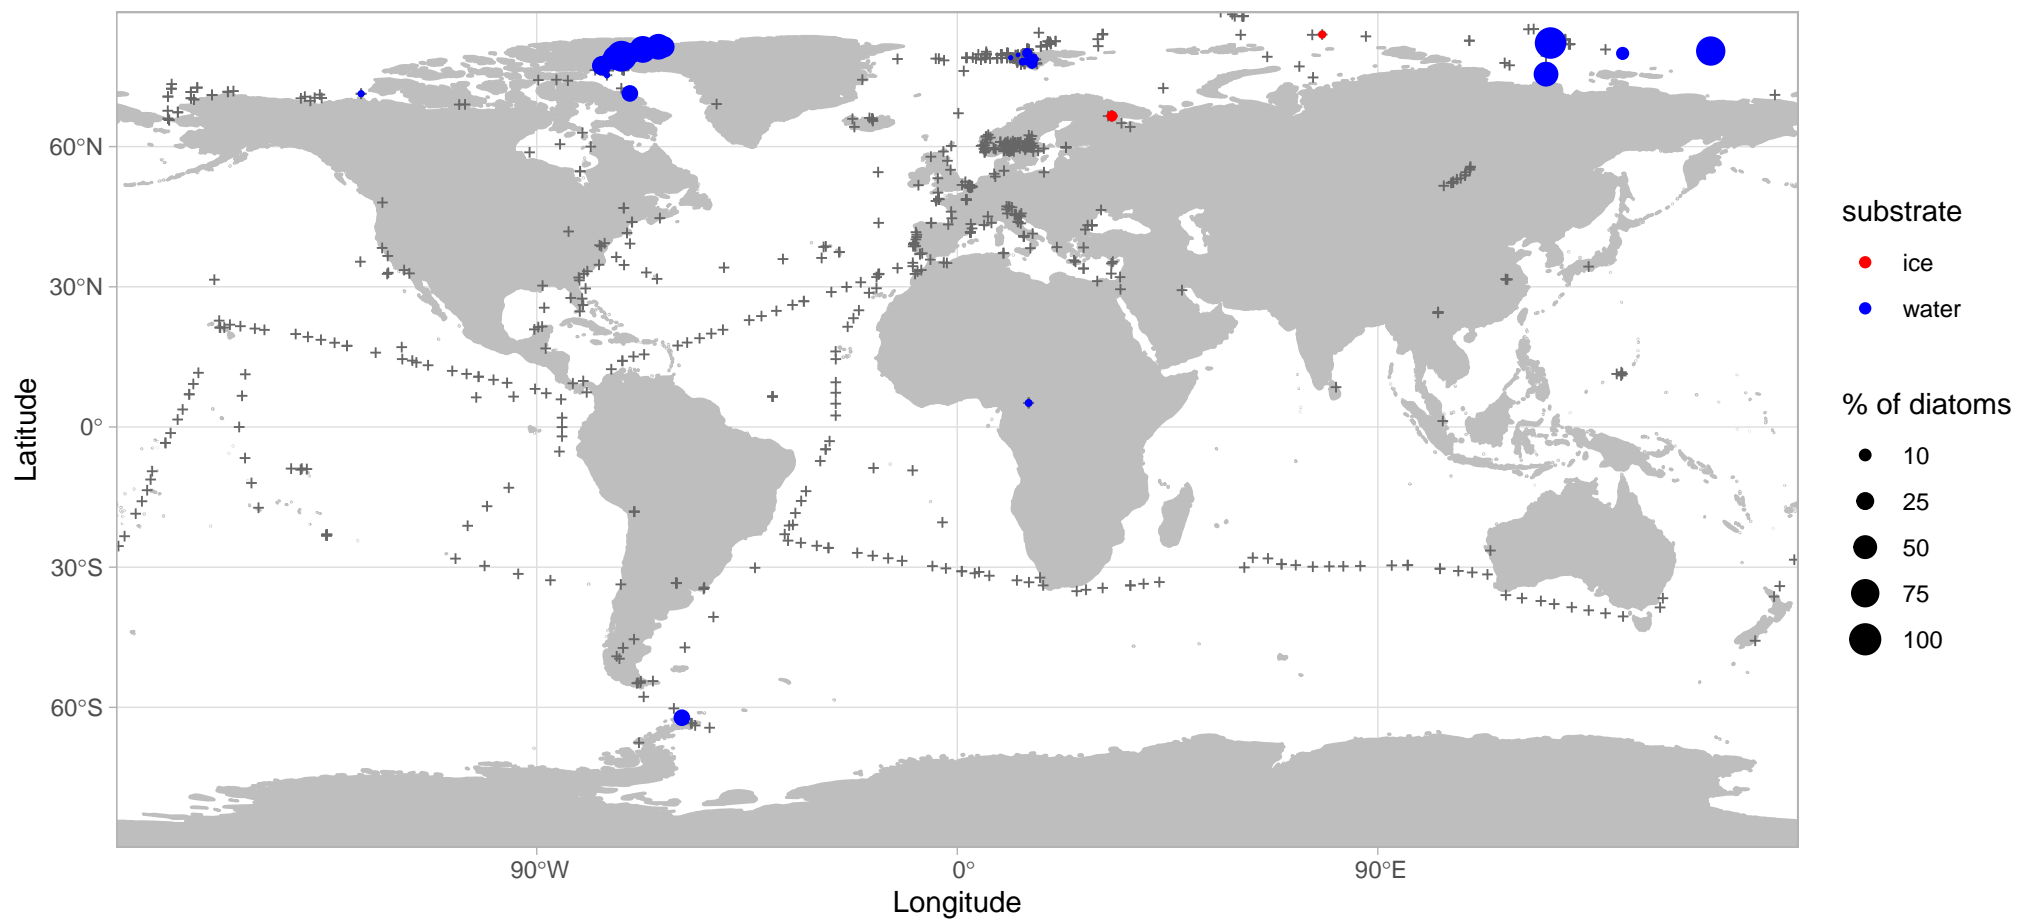 60°N
30°N
0°
30°S
60°S
Latitude
90°W
0°
90°E
Longitude
substrate
ice
water
% of diatoms
10
25
50
75
100